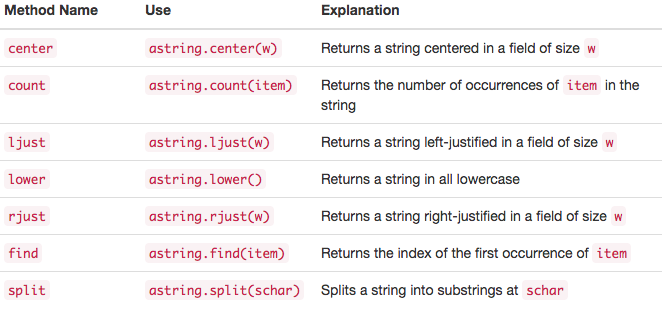 Method Name Use Explanation
center astring.center(w) Returns a string centered in a field of size w
count astring.count(item) Returns the number of occurrences of item in the
string
ljust astring.ljust(w) Returns a string left-justified in a field of size w
lower astring.lower() Returns a string in all lowercase
rjust astring.rjust(w) Returns a string right-justified in a field of size w
find astring.find(item) Returns the index of the first occurrence of item
split astring.split(schar) Splits a string into substrings at schar